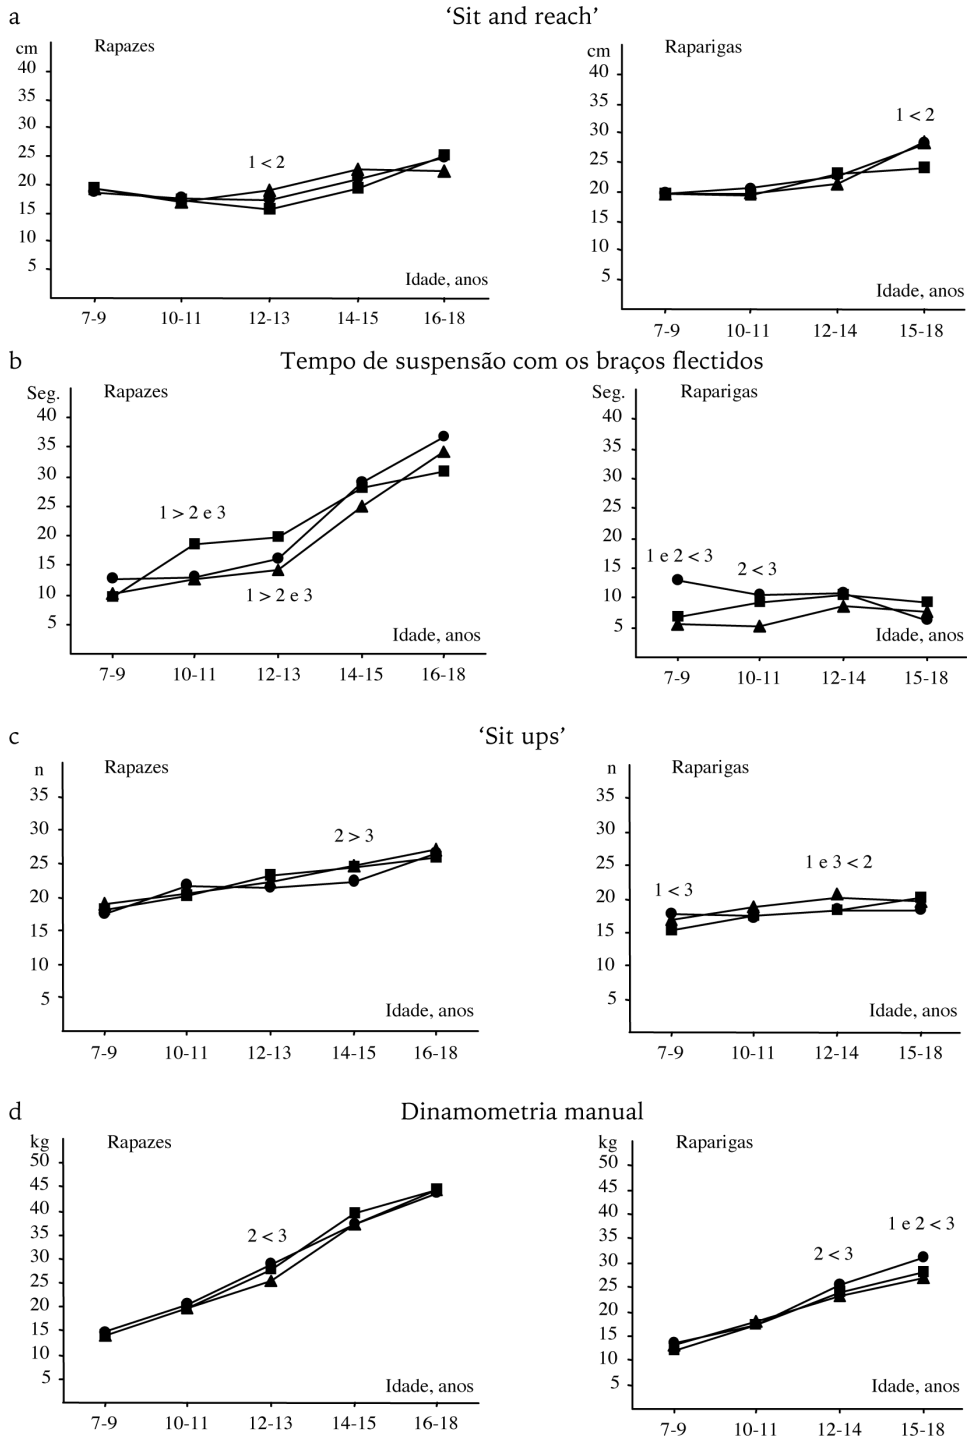 a
‘Sit and reach’
cm
Rapazes
40
35
30
25
20
15
10
5
1 < 2
Idade, anos
7-9
10-11
12-13
14-15
16-18
cm
Raparigas
40
35
30
25
20
15
10
5
1 < 2
Idade, anos
7-9
10-11
12-14
15-18
b
Tempo de suspensão com os braços flectidos
Seg.
Rapazes
40
35
30
25
20
15
10
5
1 > 2 e 3
1 > 2 e 3
Idade, anos
7-9
10-11
12-13
14-15
16-18
Seg.
Raparigas
40
35
30
25
20
15
10
5
1 e 2 < 3
2 < 3
Idade, anos
7-9
10-11
12-14
15-18
c
‘Sit ups’
n
Rapazes
35
30
25
20
15
10
5
2 > 3
Idade, anos
7-9
10-11
12-13
14-15
16-18
n
Raparigas
35
30
25
20
15
10
5
1 < 3
1 e 3 < 2
Idade, anos
7-9
10-11
12-14
15-18
d
Dinamometria manual
kg
Rapazes
50
45
40
35
30
25
20
15
10
5
2 < 3
Idade, anos
7-9
10-11
12-13
14-15
16-18
kg
Raparigas
50
45
40
35
30
25
20
15
10
5
2 < 3
1 e 2 < 3
Idade, anos
7-9
10-11
12-14
15-18